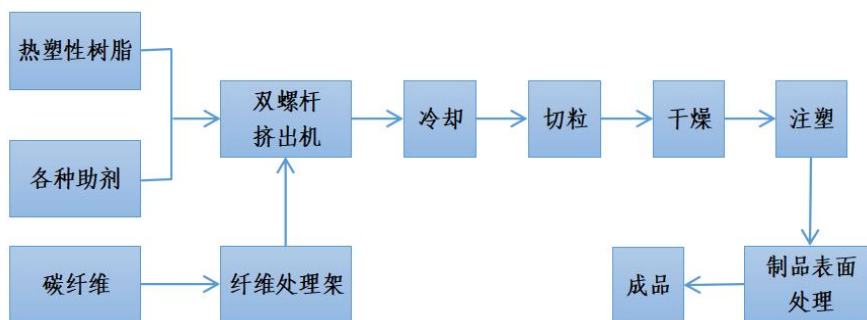 热塑性树脂
各种助剂
碳纤维
双螺杆
挤出机
纤维处理架
冷却
切粒
干燥
注塑
制品表面
处理
成品